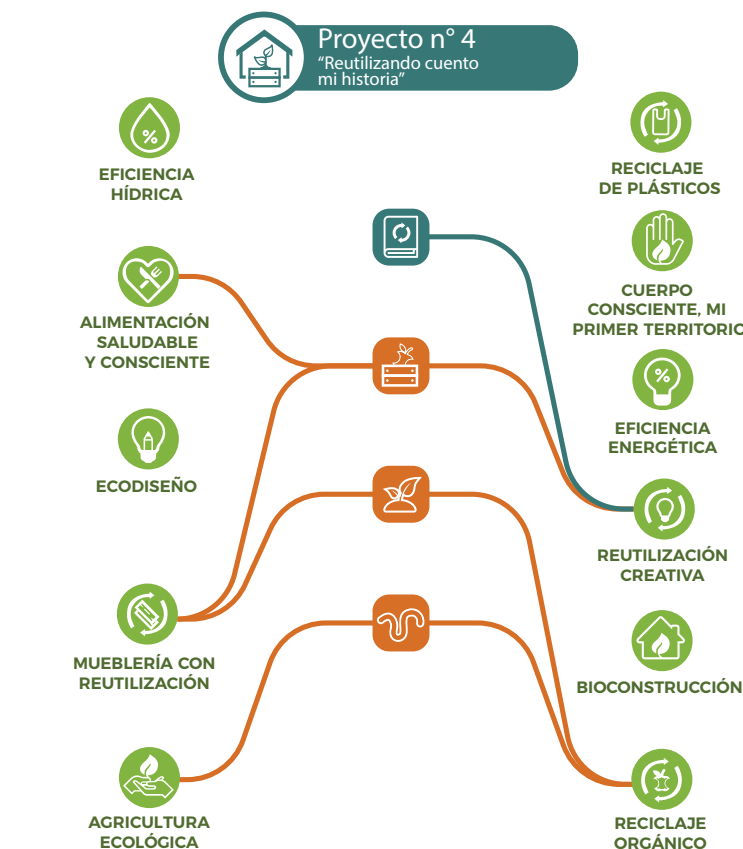 Proyecto n° 4
“Reutilizando cuento
mi historia”
%
EFICIENCIA
HÍDRICA
ALIMENTACIÓN
SALUDABLE
Y CONSCIENTE
ECODISEÑO
MUEBLERÍA CON
REUTILIZACIÓN
AGRICULTURA
ECOLÓGICA
RECICLAJE
DE PLÁSTICOS
CUERPO
CONSCIENTE, MI
PRIMER TERRITORIO
%
EFICIENCIA
ENERGÉTICA
REUTILIZACIÓN
CREATIVA
BIOCONSTRUCCIÓN
RECICLAJE
ORGÁNICO